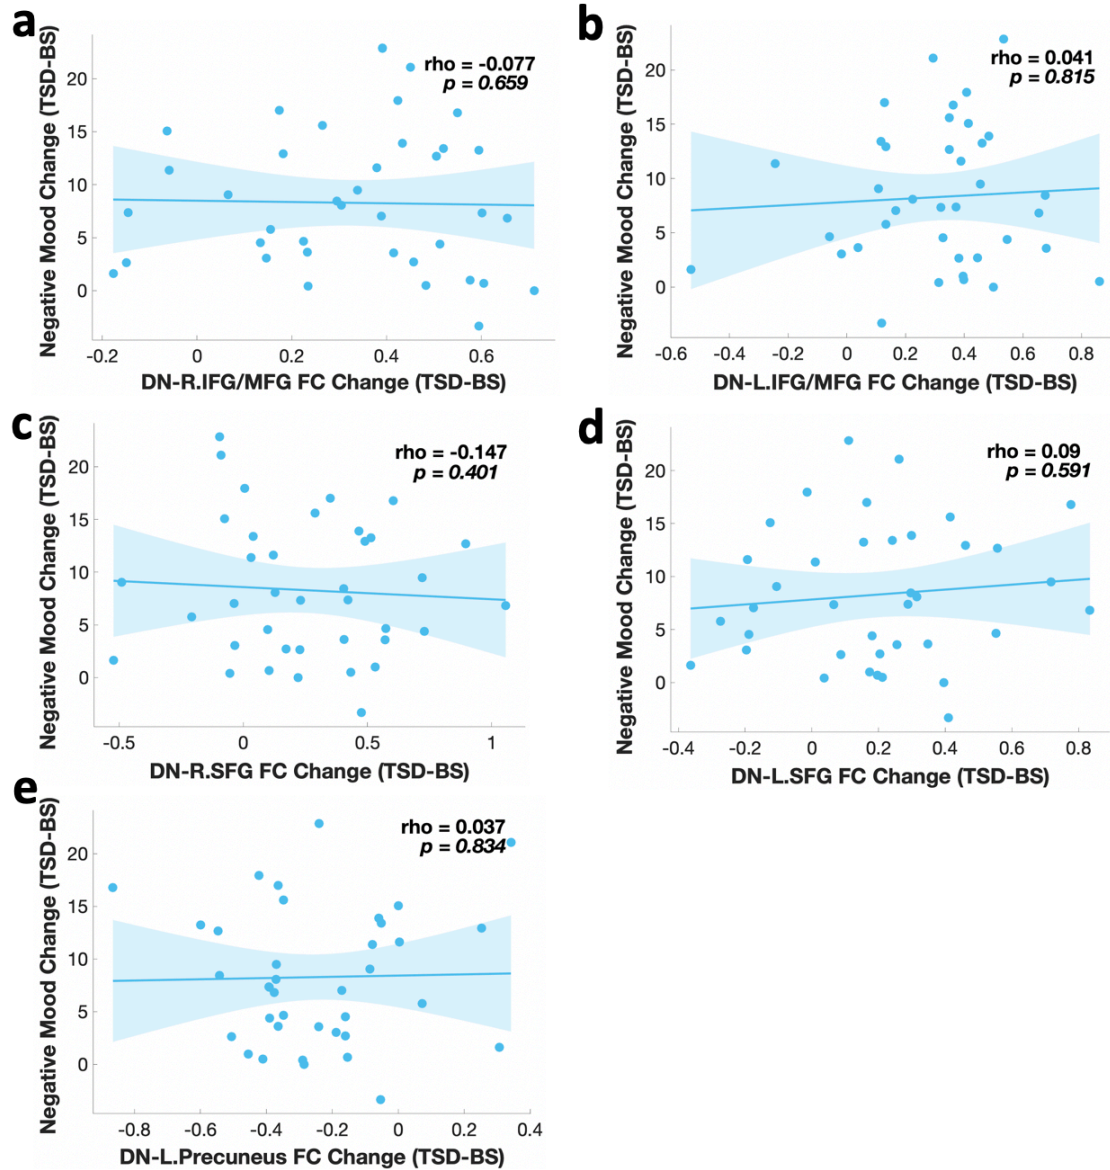 a
Negative Mood Change (TSD-BS)
20
15
10
5
0
rho = -0.077
p = 0.659
-0.2
0
0.2
0.4
0.6
DN-R.IFG/MFG FC Change (TSD-BS)
b
Negative Mood Change (TSD-BS)
20
15
10
5
0
rho = 0.041
p = 0.815
-0.6
-0.4
-0.2
0
0.2
0.4
0.6
0.8
DN-L.IFG/MFG FC Change (TSD-BS)
c
Negative Mood Change (TSD-BS)
20
15
10
5
0
rho = -0.147
p = 0.401
-0.5
0
0.5
1
DN-R.SFG FC Change (TSD-BS)
d
Negative Mood Change (TSD-BS)
20
15
10
5
0
rho = 0.09
p = 0.591
-0.4
-0.2
0
0.2
0.4
0.6
0.8
DN-L.SFG FC Change (TSD-BS)
e
Negative Mood Change (TSD-BS)
20
15
10
5
0
rho = 0.037
p = 0.834
-0.8
-0.6
-0.4
-0.2
0
0.2
0.4
DN-L.Precuneus FC Change (TSD-BS)